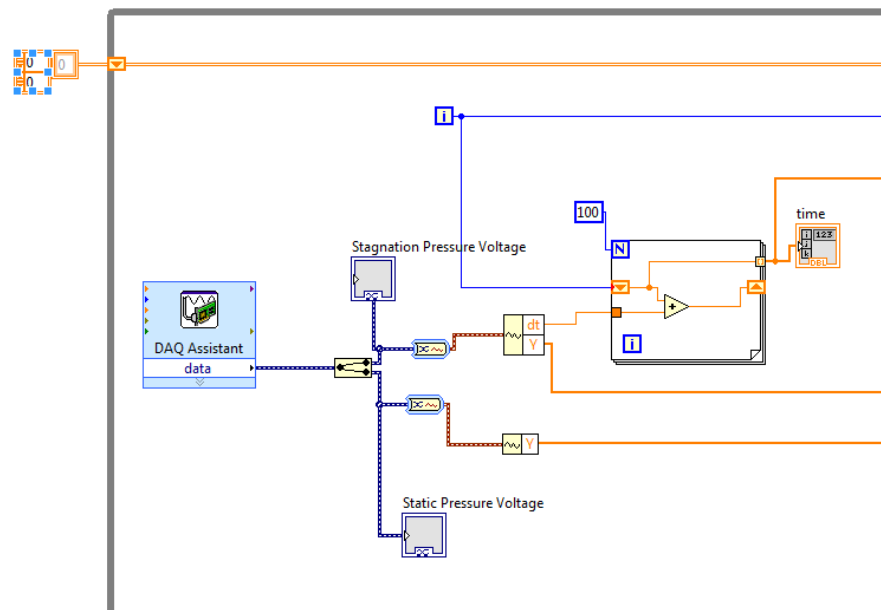 0
0
0
i
100
time
N
i
j
k
123
DBL
Stagnation Pressure Voltage
DAQ Assistant
data
dt
Y
i
Y
Static Pressure Voltage